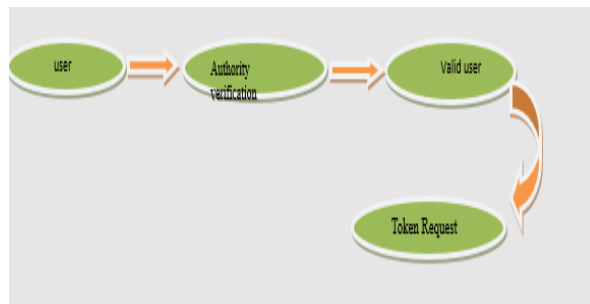 user
Authority
verification
Valid user
Token Request